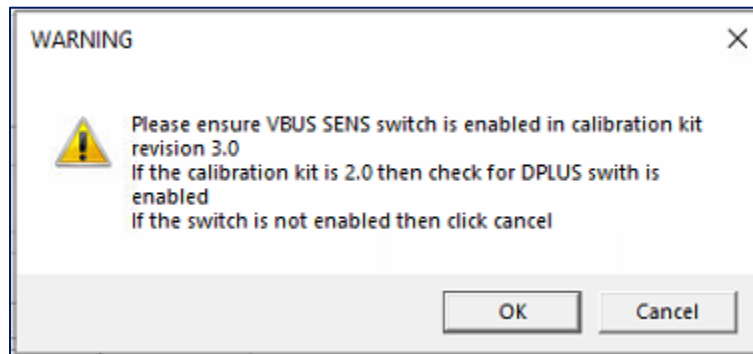 WARNING
Please ensure VBUS SENS switch is enabled in calibration kit
revision 3.0
If the calibration kit is 2.0 then check for DPLUS swith is
enabled
If the switch is not enabled then click cancel
OK
Cancel